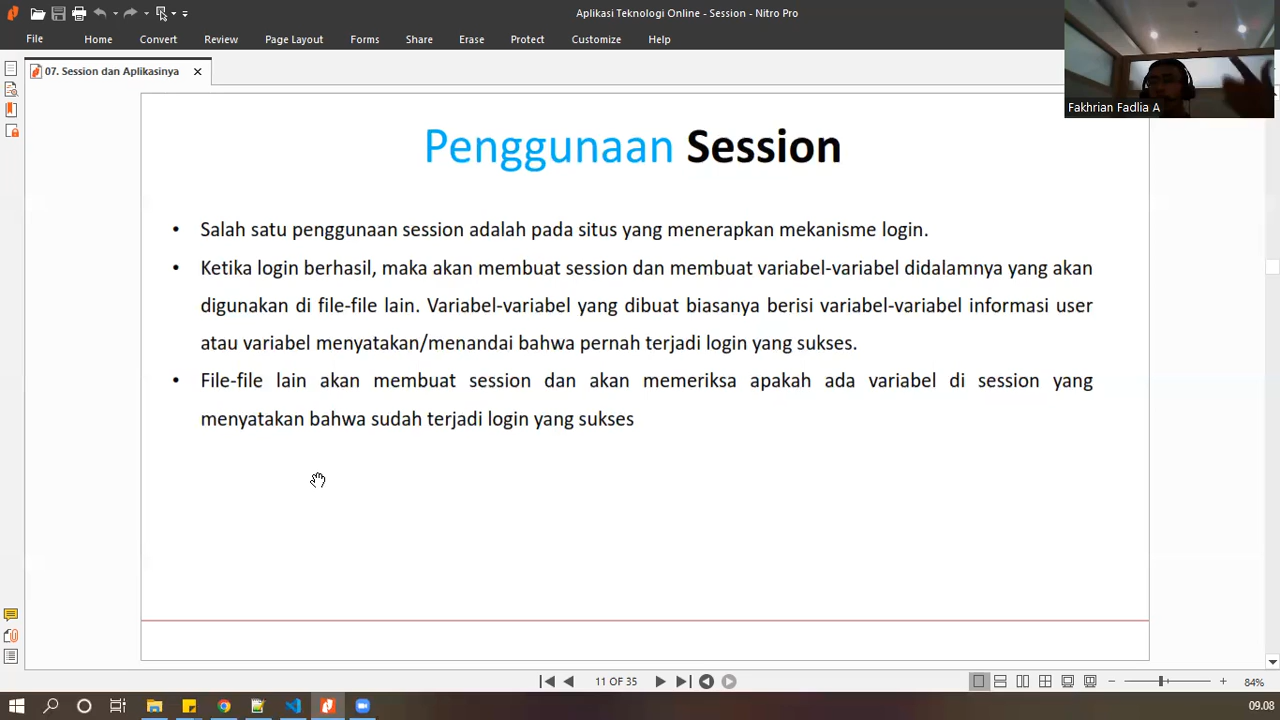 Aplikasi Teknologi Online - Session - Nitro Pro
File Home Convert Review Page Layout Forms Share Erase Protect Customize Help
07. Session dan Aplikasinya
Fakhrian Fadlia A
Penggunaan Session
• Salah satu penggunaan session adalah pada situs yang menerapkan mekanisme login.
• Ketika login berhasil, maka akan membuat session dan membuat variabel-variabel didalamnya yang akan
digunakan di file-file lain. Variabel-variabel yang dibuat biasanya berisi variabel-variabel informasi user
atau variabel menyatakan/menandai bahwa pernah terjadi login yang sukses.
• File-file lain akan membuat session dan akan memeriksa apakah ada variabel di session yang
menyatakan bahwa sudah terjadi login yang sukses
11 OF 35
84%
09.08